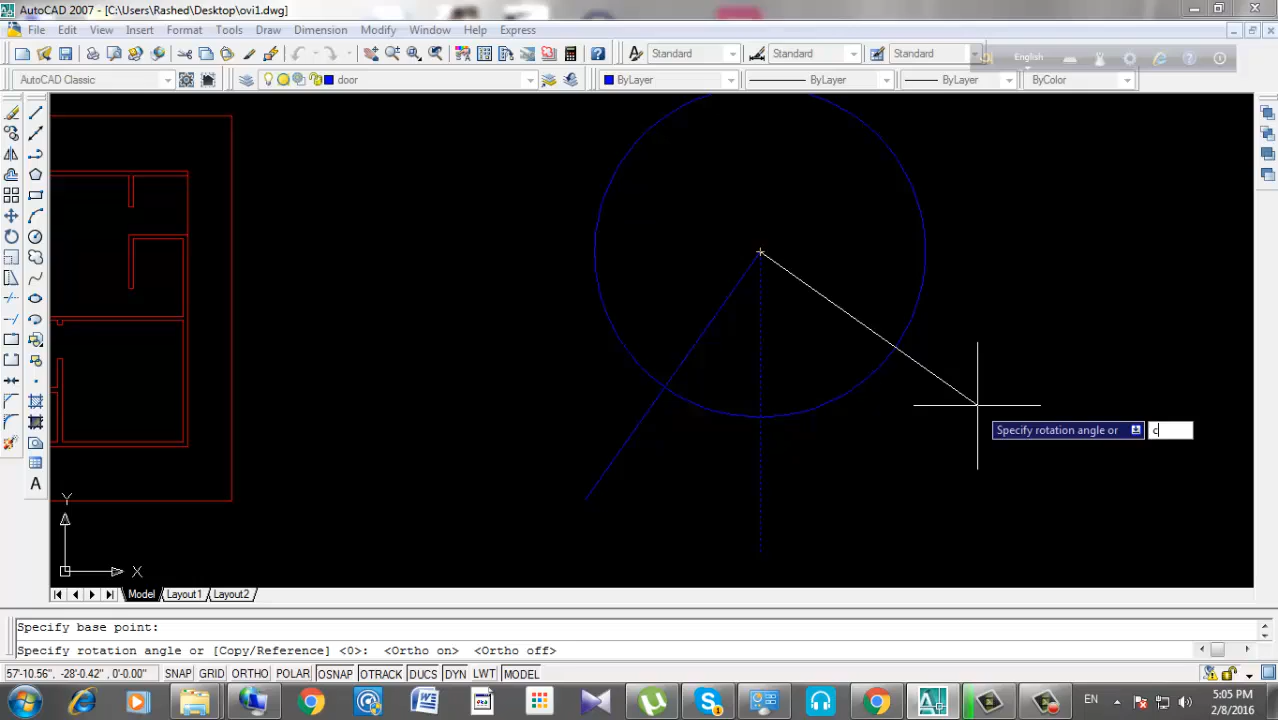 AutoCAD 2007 - [C:\Users\Rashed\Desktop\ovi1.dwg]
File Edit View Insert Format Tools Draw Dimension Modify Window Help Express
Standard Standard Standard
English
AutoCAD Classic door ByLayer ByLayer ByLayer ByColor
Specify rotation angle or c
A
Y
X
Model Layout1 Layout2
Specify base point:
Specify rotation angle or [Copy/Reference] <0>: <Ortho on> <Ortho off>
57-10.56", -28'-0.42", 0'-0.00" SNAP GRID ORTHO POLAR OSNAP OTRACK DUCS DYN LWT MODEL
EN 5:05 PM
2/8/2016